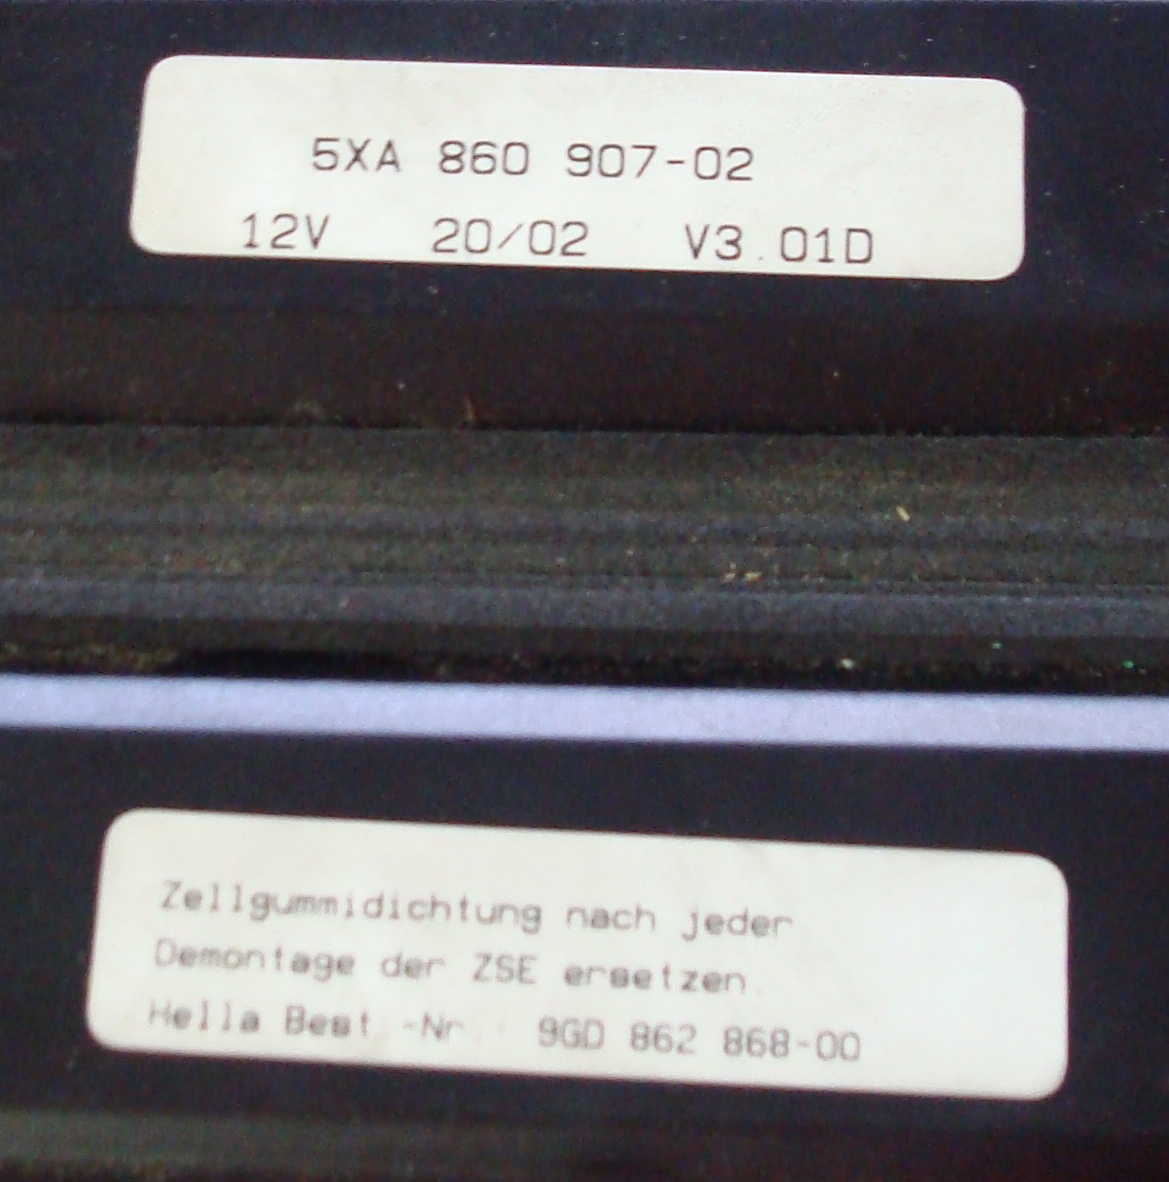 5XA 860 907-02
12V 20/02 V3.01D
Zellgummidichtung nach jeder
Demontage der ZSE ersetzen.
Hella Best.-Nr. 9GD 862 868-00